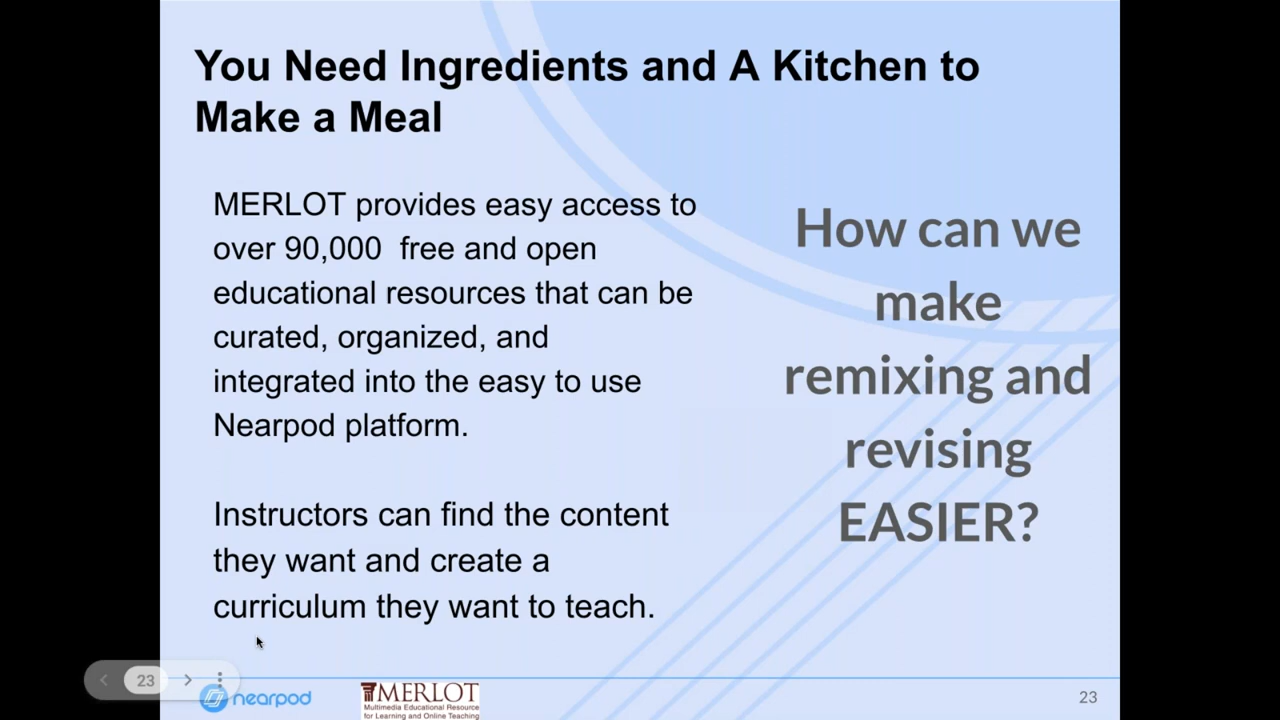 You Need Ingredients and A Kitchen to
Make a Meal
MERLOT provides easy access to
over 90,000  free and open
educational resources that can be
curated, organized, and
integrated into the easy to use
Nearpod platform.
Instructors can find the content
they want and create a
curriculum they want to teach.
How can we
make
remixing and
revising
EASIER?
23
nearpod
MERLOT
Multimedia Educational Resource
for Learning and Online Teaching
23